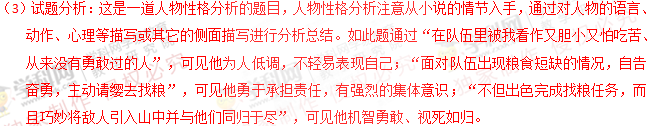 （3）试题分析：这是一道人物性格分析的题目，人物性格分析注意从小说的情节入手，通过对人物的语言、
动作、心理等描写或其它的侧面描写进行分析总结。如此题通过“在队伍里被我看作又胆小又怕吃苦、
从来没有勇敢过的人”，可见他为人低调，不轻易表现自己；“面对队伍出现粮食短缺的情况，自告
奋勇，主动请缨去找粮”，可见他勇于承担责任，有强烈的集体意识；“不但出色完成找粮任务，而
且巧妙将敌人引入山中并与他们同归于尽”，可见他机智勇敢、视死如归。